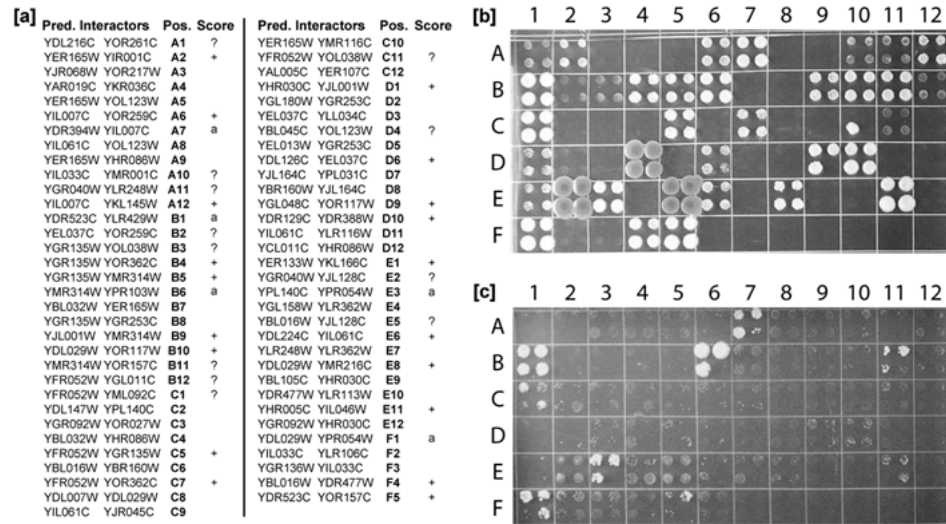 [a]
Pred. Interactors Pos. Score
YDL216C YOR261C A1 ?
YER165W YIR001C A2 +
YJR068W YOR217W A3
YAR019C YKR036C A4
YER165W YOL123W A5
YIL007C YOR259C A6 +
YDR394W YIL007C A7 a
YIL061C YOL123W A8
YER165W YHR086W A9
YIL033C YMR001C A10 ?
YGR040W YLR248W A11 ?
YIL007C YKL145W A12 +
YDR523C YLR429W B1 a
YEL037C YOR259C B2 ?
YGR135W YOL038W B3 ?
YGR135W YOR362C B4 +
YGR135W YMR314W B5 +
YMR314W YPR103W B6 a
YBL032W YER165W B7
YGR135W YGR253C B8
YJL001W YMR314W B9 +
YDL029W YOR117W B10 +
YMR314W YOR157C B11 ?
YFR052W YGL011C B12 ?
YFR052W YML092C C1 ?
YDL147W YPL140C C2
YGR092W YOR027W C3
YBL032W YHR086W C4
YFR052W YGR135W C5 +
YBL016W YBR160W C6
YFR052W YOR362C C7 +
YDL007W YDL029W C8
YIL061C YJR045C C9
Pred. Interactors Pos. Score
YER165W YMR116C C10
YFR052W YOL038W C11 ?
YAL005C YER107C C12
YHR030C YJL001W D1 +
YGL180W YGR253C D2
YEL037C YLL034C D3
YBL045C YOL123W D4 ?
YEL013W YGR253C D5
YDL126C YEL037C D6 +
YJL164C YPL031C D7
YBR160W YJL164C D8
YGL048C YOR117W D9 +
YDR129C YDR388W D10 +
YIL061C YLR116W D11
YCL011C YHR086W D12
YER133W YKL166C E1 +
YGR040W YJL128C E2 ?
YPL140C YPR054W E3 a
YGL158W YLR362W E4
YBL016W YJL128C E5 ?
YDL224C YIL061C E6 +
YLR248W YLR362W E7
YDL029W YMR216C E8 +
YBL105C YHR030C E9
YDR477W YLR113W E10
YHR005C YIL046W E11 +
YGR092W YHR030C E12
YDL029W YPR054W F1 a
YIL033C YLR106C F2
YGR136W YIL033C F3
YBL016W YDR477W F4 +
YDR523C YOR157C F5 +
[b]
1 2 3 4 5 6 7 8 9 10 11 12
A
B
C
D
E
F
[c]
1 2 3 4 5 6 7 8 9 10 11 12
A
B
C
D
E
F